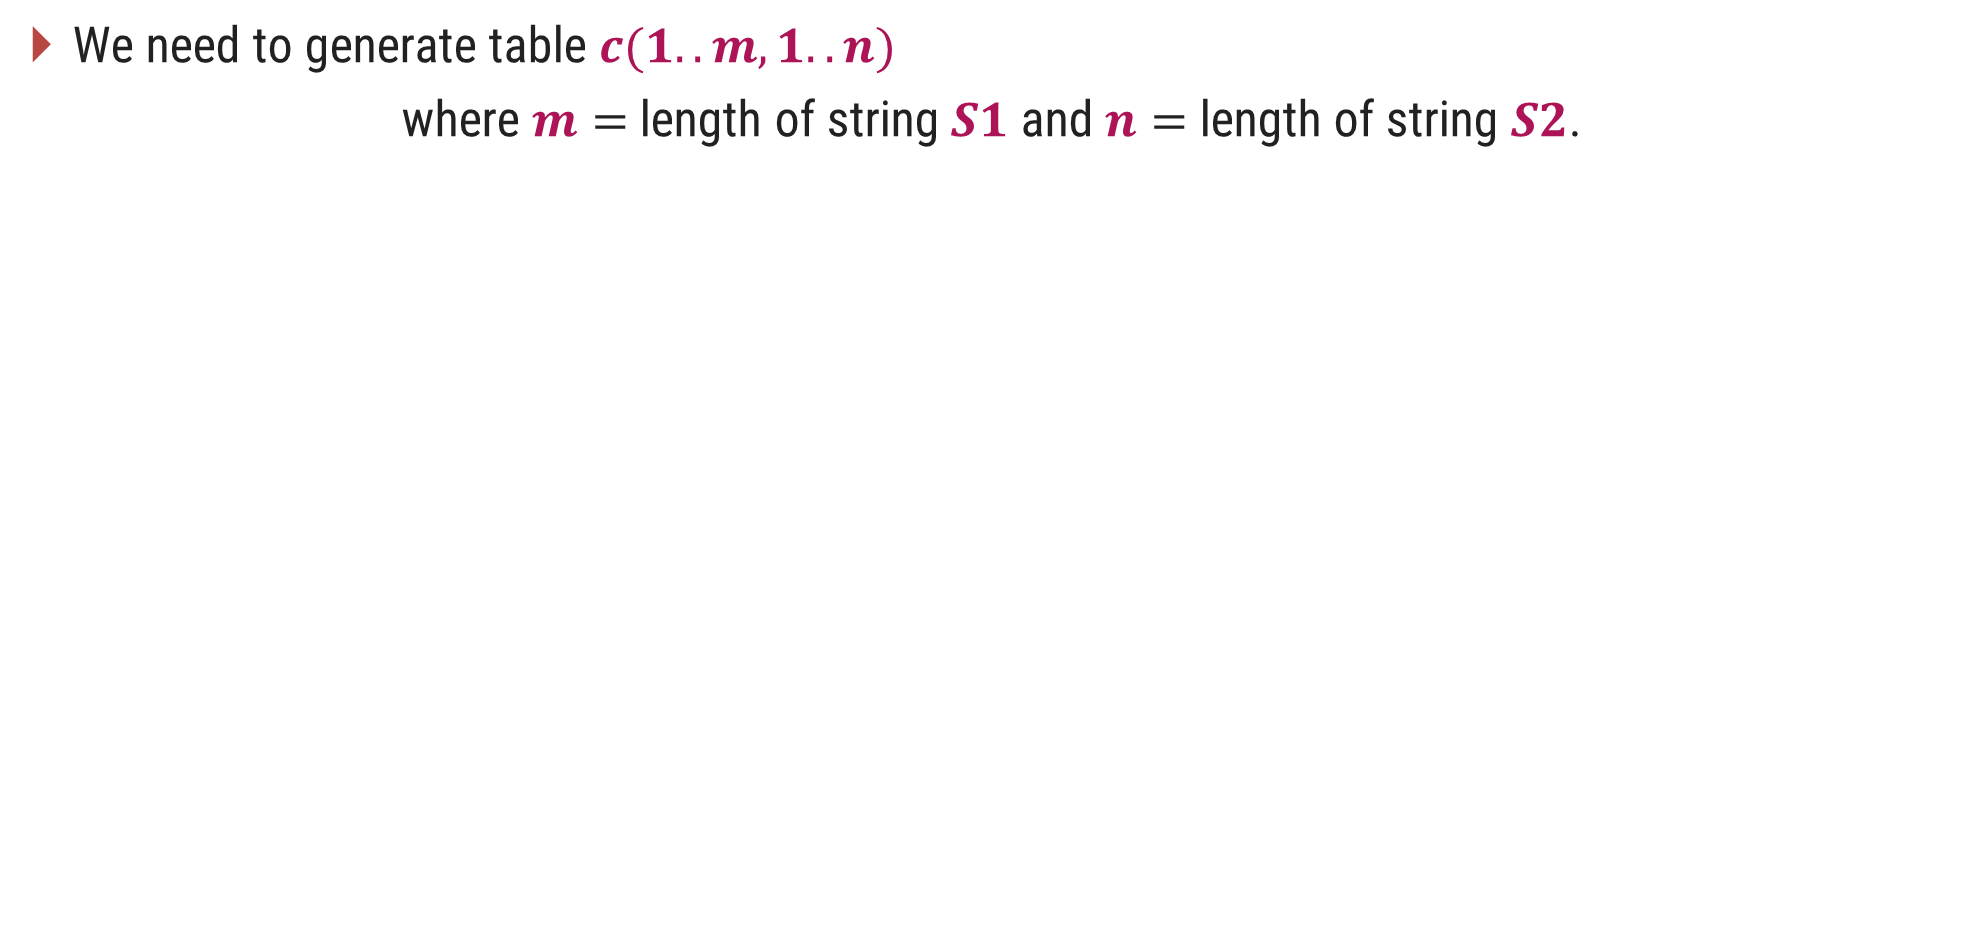 We need to generate table c(1..m, 1..n)
where m = length of string S1 and n = length of string S2.